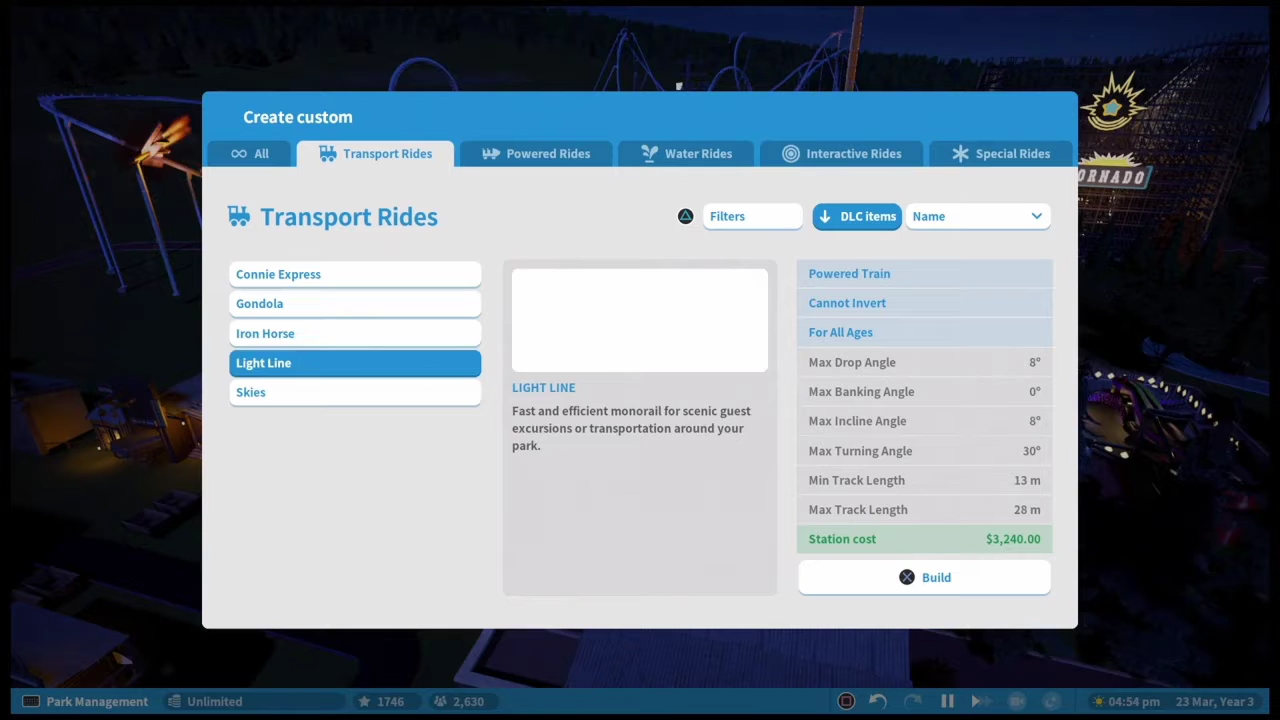 Create custom
All
Transport Rides
Powered Rides
Water Rides
Interactive Rides
Special Rides
ORNADO
Transport Rides
Filters
DLC items
Name
Connie Express
Gondola
Iron Horse
Light Line
Skies
LIGHT LINE
Fast and efficient monorail for scenic guest
excursions or transportation around your
park.
Powered Train
Cannot Invert
For All Ages
Max Drop Angle 8°
Max Banking Angle 0°
Max Incline Angle 8°
Max Turning Angle 30°
Min Track Length 13 m
Max Track Length 28 m
Station cost $3,240.00
Build
Park Management
Unlimited
1746
2,630
04:54 pm
23 Mar, Year 3